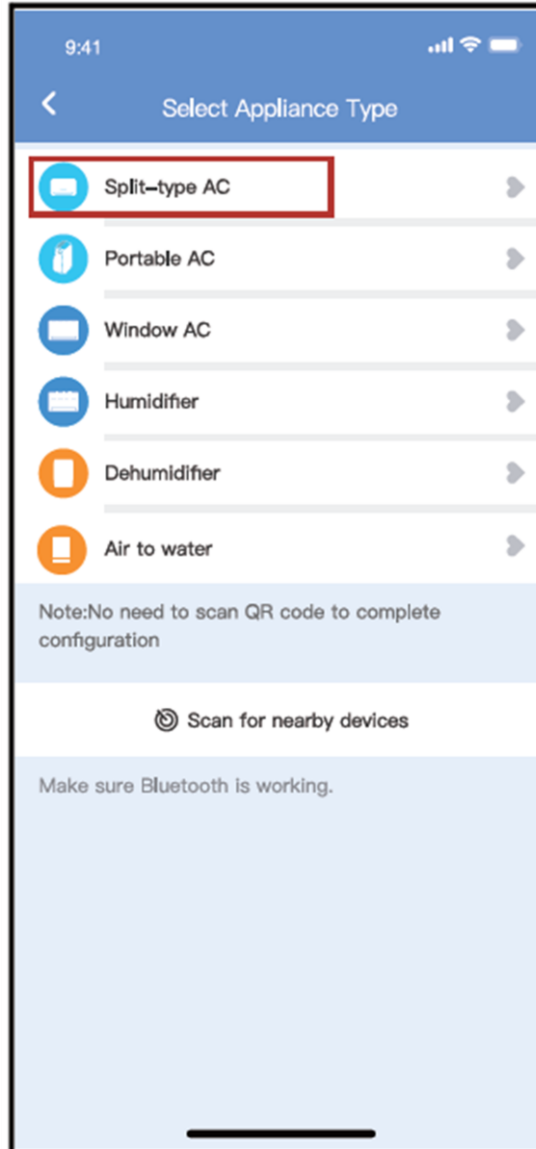 9:41
Select Appliance Type
Split-type AC
Portable AC
Window AC
Humidifier
Dehumidifier
Air to water
Note:No need to scan QR code to complete
configuration
Scan for nearby devices
Make sure Bluetooth is working.